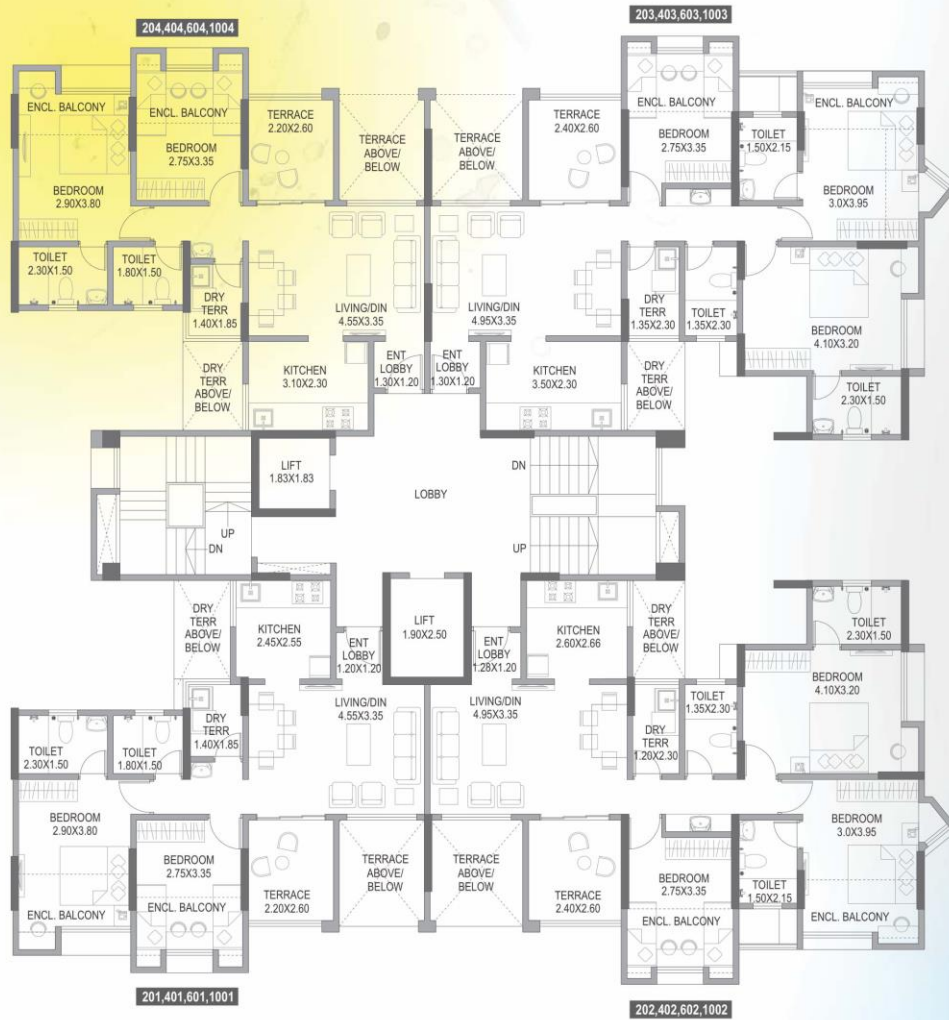 204,404,604,1004
203,403,603,1003
ENCL. BALCONY
BEDROOM
2.90X3.80
ENCL. BALCONY
BEDROOM
2.75X3.35
TERRACE
2.20X2.60
TERRACE
ABOVE/
BELOW
TERRACE
ABOVE/
BELOW
TERRACE
2.40X2.60
ENCL. BALCONY
BEDROOM
2.75X3.35
TOILET
1.50X2.15
ENCL. BALCONY
BEDROOM
3.0X3.95
TOILET
2.30X1.50
TOILET
1.80X1.50
DRY
TERR
1.40X1.85
LIVING/DIN
4.55X3.35
LIVING/DIN
4.95X3.35
DRY
TERR
1.35X2.30
TOILET
1.35X2.30
BEDROOM
4.10X3.20
DRY
TERR
ABOVE/
BELOW
KITCHEN
3.10X2.30
ENT
LOBBY
1.30X1.20
ENT
LOBBY
1.30X1.20
KITCHEN
3.50X2.30
DRY
TERR
ABOVE/
BELOW
TOILET
2.30X1.50
LIFT
1.83X1.83
LOBBY
DN
UP
UP
DN
DRY
TERR
ABOVE/
BELOW
KITCHEN
2.45X2.55
ENT
LOBBY
1.20X1.20
LIFT
1.90X2.50
ENT
LOBBY
1.28X1.20
KITCHEN
2.60X2.66
DRY
TERR
ABOVE/
BELOW
TOILET
2.30X1.50
BEDROOM
4.10X3.20
TOILET
2.30X1.50
TOILET
1.80X1.50
DRY
TERR
1.40X1.85
LIVING/DIN
4.55X3.35
LIVING/DIN
4.95X3.35
DRY
TERR
1.20X2.30
TOILET
1.35X2.30
BEDROOM
2.90X3.80
ENCL. BALCONY
BEDROOM
2.75X3.35
ENCL. BALCONY
TERRACE
2.20X2.60
TERRACE
ABOVE/
BELOW
TERRACE
ABOVE/
BELOW
TERRACE
2.40X2.60
BEDROOM
2.75X3.35
ENCL. BALCONY
TOILET
1.50X2.15
BEDROOM
3.0X3.95
ENCL. BALCONY
201,401,601,1001
202,402,602,1002